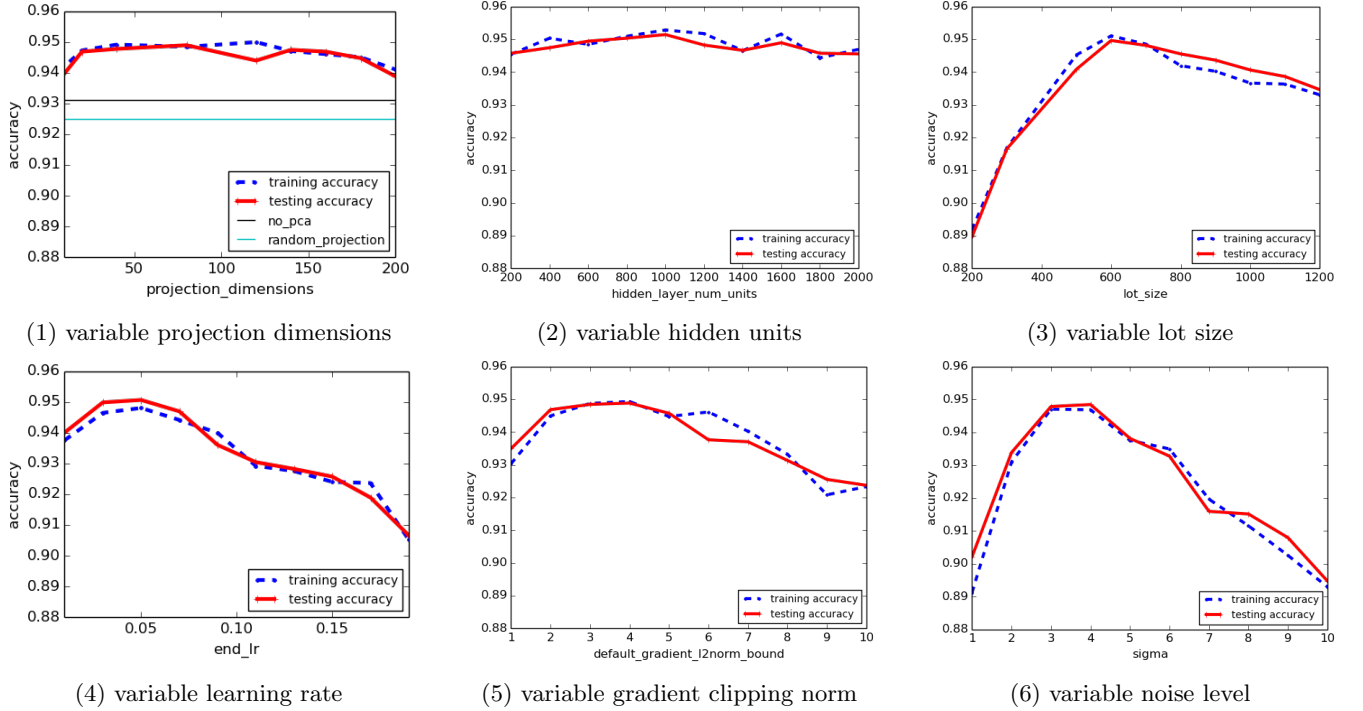 0.96
0.95
0.94
0.93
0.92
0.91
0.90
0.89
0.88
accuracy
training accuracy
testing accuracy
no_pca
random_projection
50
100
150
200
projection_dimensions
(1) variable projection dimensions
0.96
0.95
0.94
0.93
0.92
0.91
0.90
0.89
0.88
accuracy
training accuracy
testing accuracy
200 400 600 800 1000 1200 1400 1600 1800 2000
hidden_layer_num_units
(2) variable hidden units
0.96
0.95
0.94
0.93
0.92
0.91
0.90
0.89
0.88
accuracy
training accuracy
testing accuracy
200 400 600 800 1000 1200
lot_size
(3) variable lot size
0.96
0.95
0.94
0.93
0.92
0.91
0.90
0.89
0.88
accuracy
training accuracy
testing accuracy
0.05 0.10 0.15
end_lr
(4) variable learning rate
0.96
0.95
0.94
0.93
0.92
0.91
0.90
0.89
0.88
accuracy
training accuracy
testing accuracy
1 2 3 4 5 6 7 8 9 10
default_gradient_l2norm_bound
(5) variable gradient clipping norm
0.96
0.95
0.94
0.93
0.92
0.91
0.90
0.89
0.88
accuracy
training accuracy
testing accuracy
1 2 3 4 5 6 7 8 9 10
sigma
(6) variable noise level